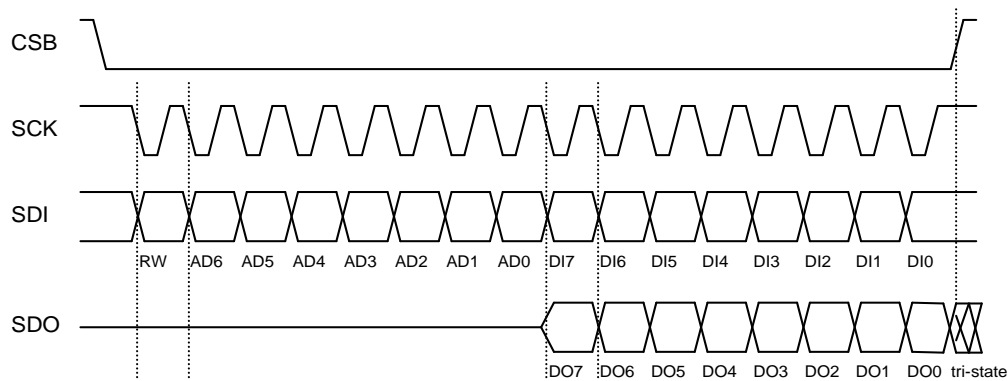 CSB
SCK
SDI
RW AD6 AD5 AD4 AD3 AD2 AD1 AD0 DI7 DI6 DI5 DI4 DI3 DI2 DI1 DI0
SDO
DO7 DO6 DO5 DO4 DO3 DO2 DO1 DO0 tri-state